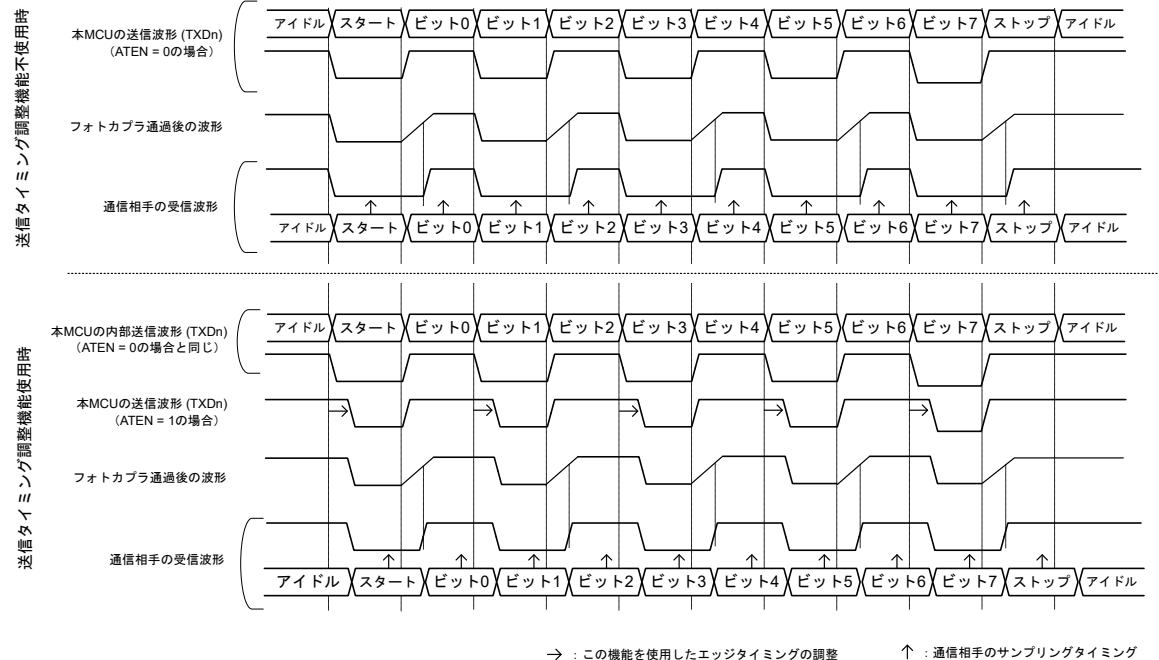 送信タイミング調整機能不使用時
本MCUの送信波形 (TXDn)
(ATEN = 0の場合)
アイドル スタート ビット0 ビット1 ビット2 ビット3 ビット4 ビット5 ビット6 ビット7 ストップ アイドル
フォトカプラ通過後の波形
通信相手の受信波形
アイドル スタート ビット0 ビット1 ビット2 ビット3 ビット4 ビット5 ビット6 ビット7 ストップ アイドル
送信タイミング調整機能使用時
本MCUの内部送信波形 (TXDn)
(ATEN = 0の場合と同じ)
アイドル スタート ビット0 ビット1 ビット2 ビット3 ビット4 ビット5 ビット6 ビット7 ストップ アイドル
本MCUの送信波形 (TXDn)
(ATEN = 1の場合)
フォトカプラ通過後の波形
通信相手の受信波形
アイドル スタート ビット0 ビット1 ビット2 ビット3 ビット4 ビット5 ビット6 ビット7 ストップ アイドル
→ : この機能を使用したエッジタイミングの調整 ↑ : 通信相手のサンプリングタイミング